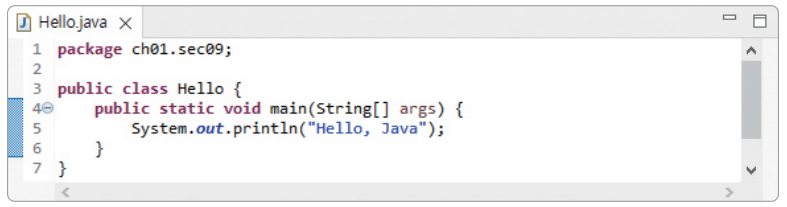 Hello.java
1 package ch01.sec09;
2
3 public class Hello {
4 public static void main(String[] args) {
5 System.out.println("Hello, Java");
6 }
7 }